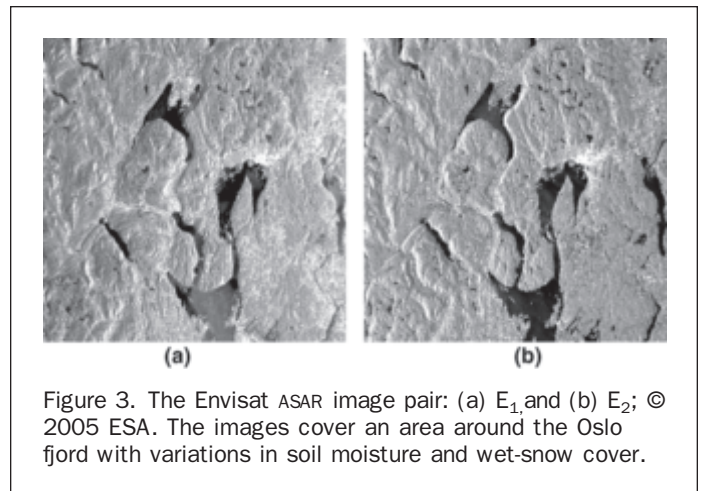 (a) (b)
Figure 3. The Envisat ASAR image pair: (a) E₁,and (b) E₂; ©
2005 ESA. The images cover an area around the Oslo
fjord with variations in soil moisture and wet-snow cover.